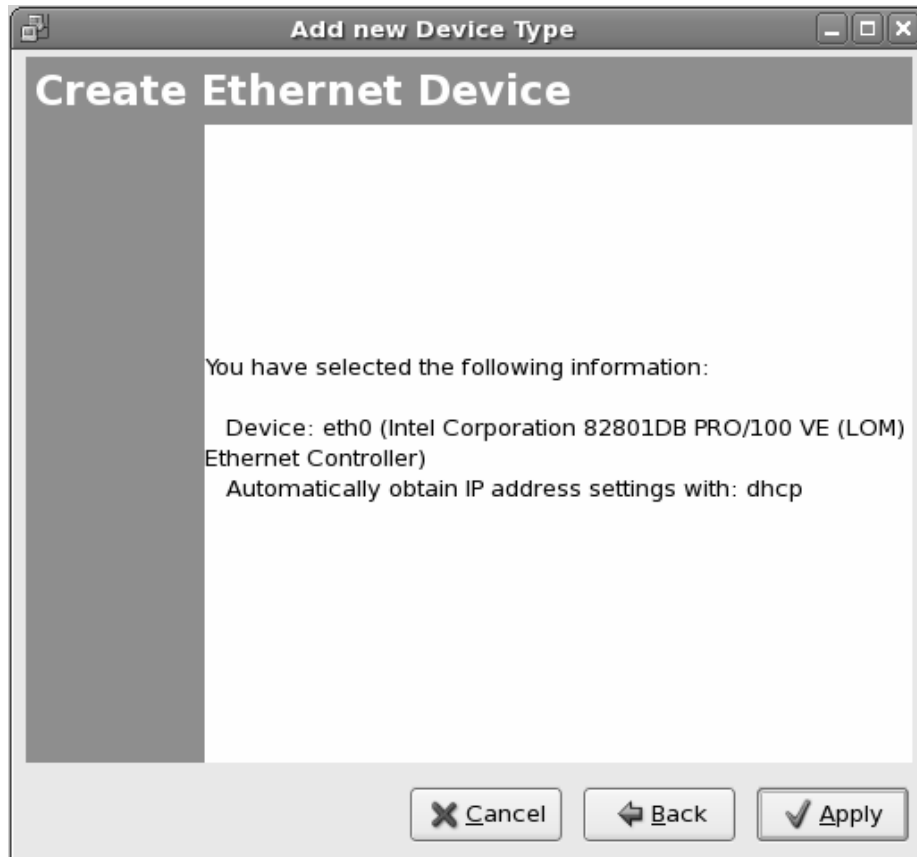 Add new Device Type
Create Ethernet Device
You have selected the following information:
Device: eth0 (Intel Corporation 82801DB PRO/100 VE (LOM)
Ethernet Controller)
Automatically obtain IP address settings with: dhcp
Cancel
Back
Apply